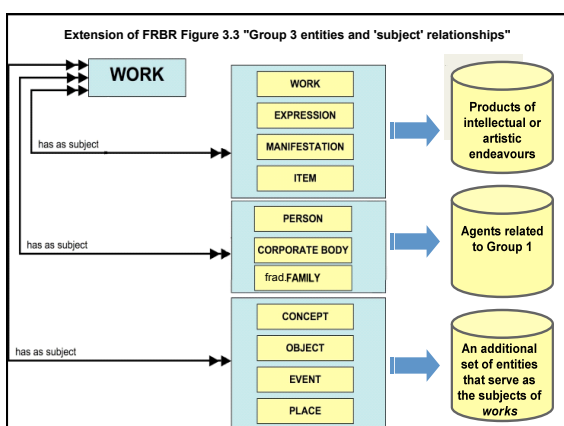 Extension of FRBR Figure 3.3 "Group 3 entities and 'subject' relationships"
WORK
has as subject
WORK
EXPRESSION
MANIFESTATION
ITEM
Products of
intellectual or
artistic
endeavours
has as subject
PERSON
CORPORATE BODY
frad.FAMILY
Agents related
to Group 1
has as subject
CONCEPT
OBJECT
EVENT
PLACE
An additional
set of entities
that serve as
the subjects of
works